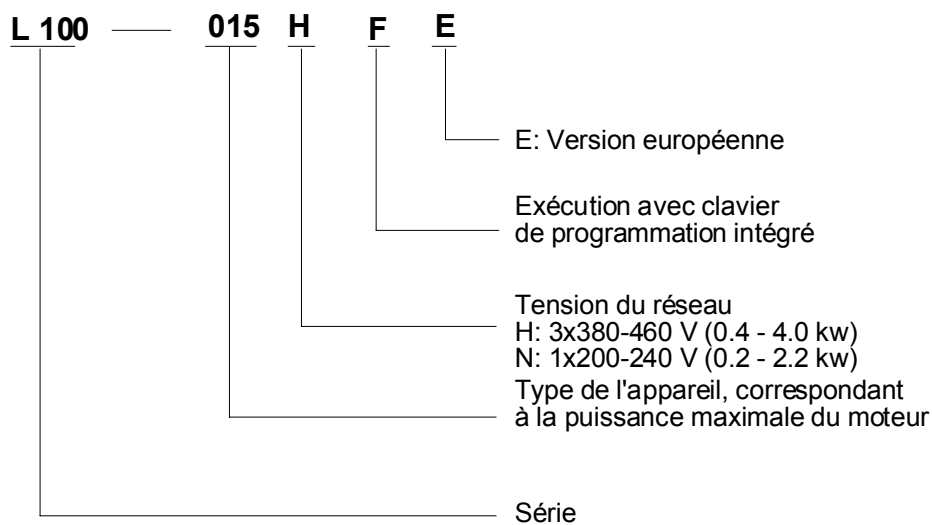 L 100 015 H F E
E: Version européenne
Exécution avec clavier
de programmation intégré
Tension du réseau
H: 3x380-460 V (0.4 - 4.0 kw)
N: 1x200-240 V (0.2 - 2.2 kw)
Type de l'appareil, correspondant
à la puissance maximale du moteur
Série